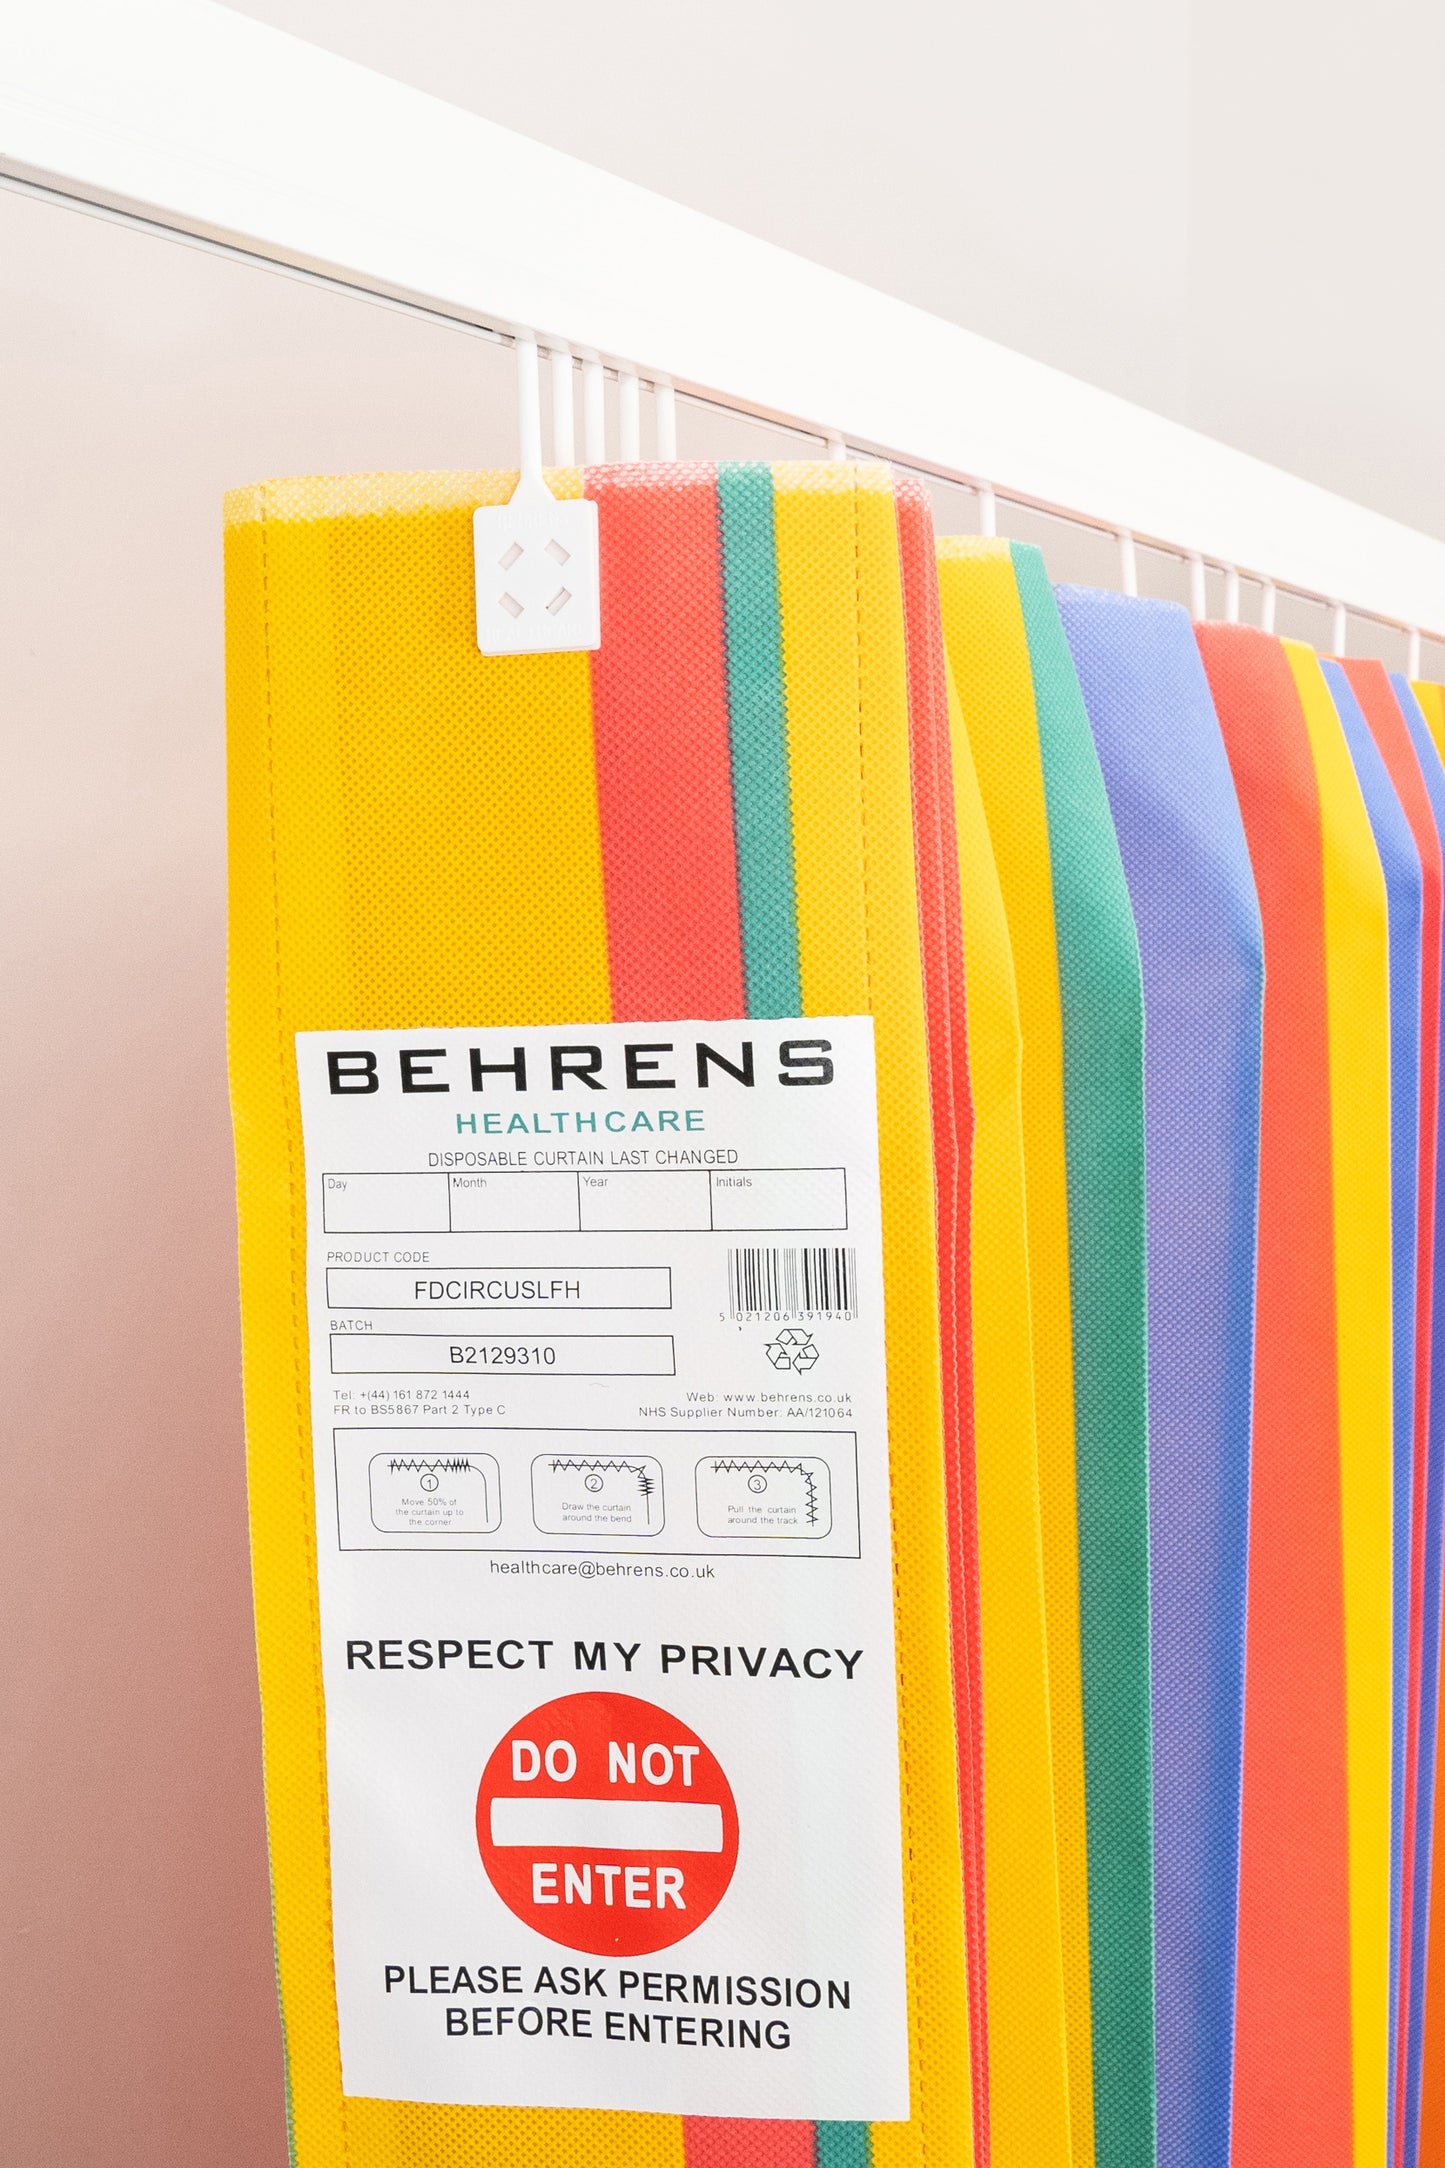 BEHRENS
HEALTHCARE
DISPOSABLE CURTAIN LAST CHANGED
Day Month Year Initials
PRODUCT CODE
FDCIRCUSLFH
5 021206 391940
BATCH
B2129310
Tel: +(44) 161 872 1444 Web: www.behrens.co.uk
FR to BS5867 Part 2 Type C NHS Supplier Number: AA/121064
1
Move 50% of
the curtain up to
the corner
2
Draw the curtain
around the bend
3
Pull the curtain
around the track
healthcare@behrens.co.uk
RESPECT MY PRIVACY
DO NOT
ENTER
PLEASE ASK PERMISSION
BEFORE ENTERING